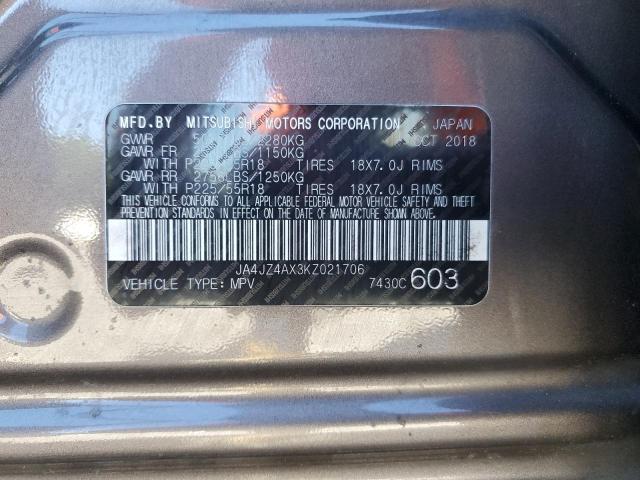 MFD.BY MITSUBISHI MOTORS CORPORATION JAPAN
GVWR 2280KG OCT 2018
GAWR FR 1150KG
WITH TIRES 18X7.0J RIMS
GAWR RR 2756LBS/1250KG
WITH P225/55R18 TIRES 18X7.0J RIMS
THIS VEHICLE CONFORMS TO ALL APPLICABLE FEDERAL MOTOR VEHICLE SAFETY AND THEFT
PREVENTION STANDARDS IN EFFECT ON THE DATE OF MANUFACTURE SHOWN ABOVE.
JA4JZ4AX3KZ021706
VEHICLE TYPE: MPV 7430C 603